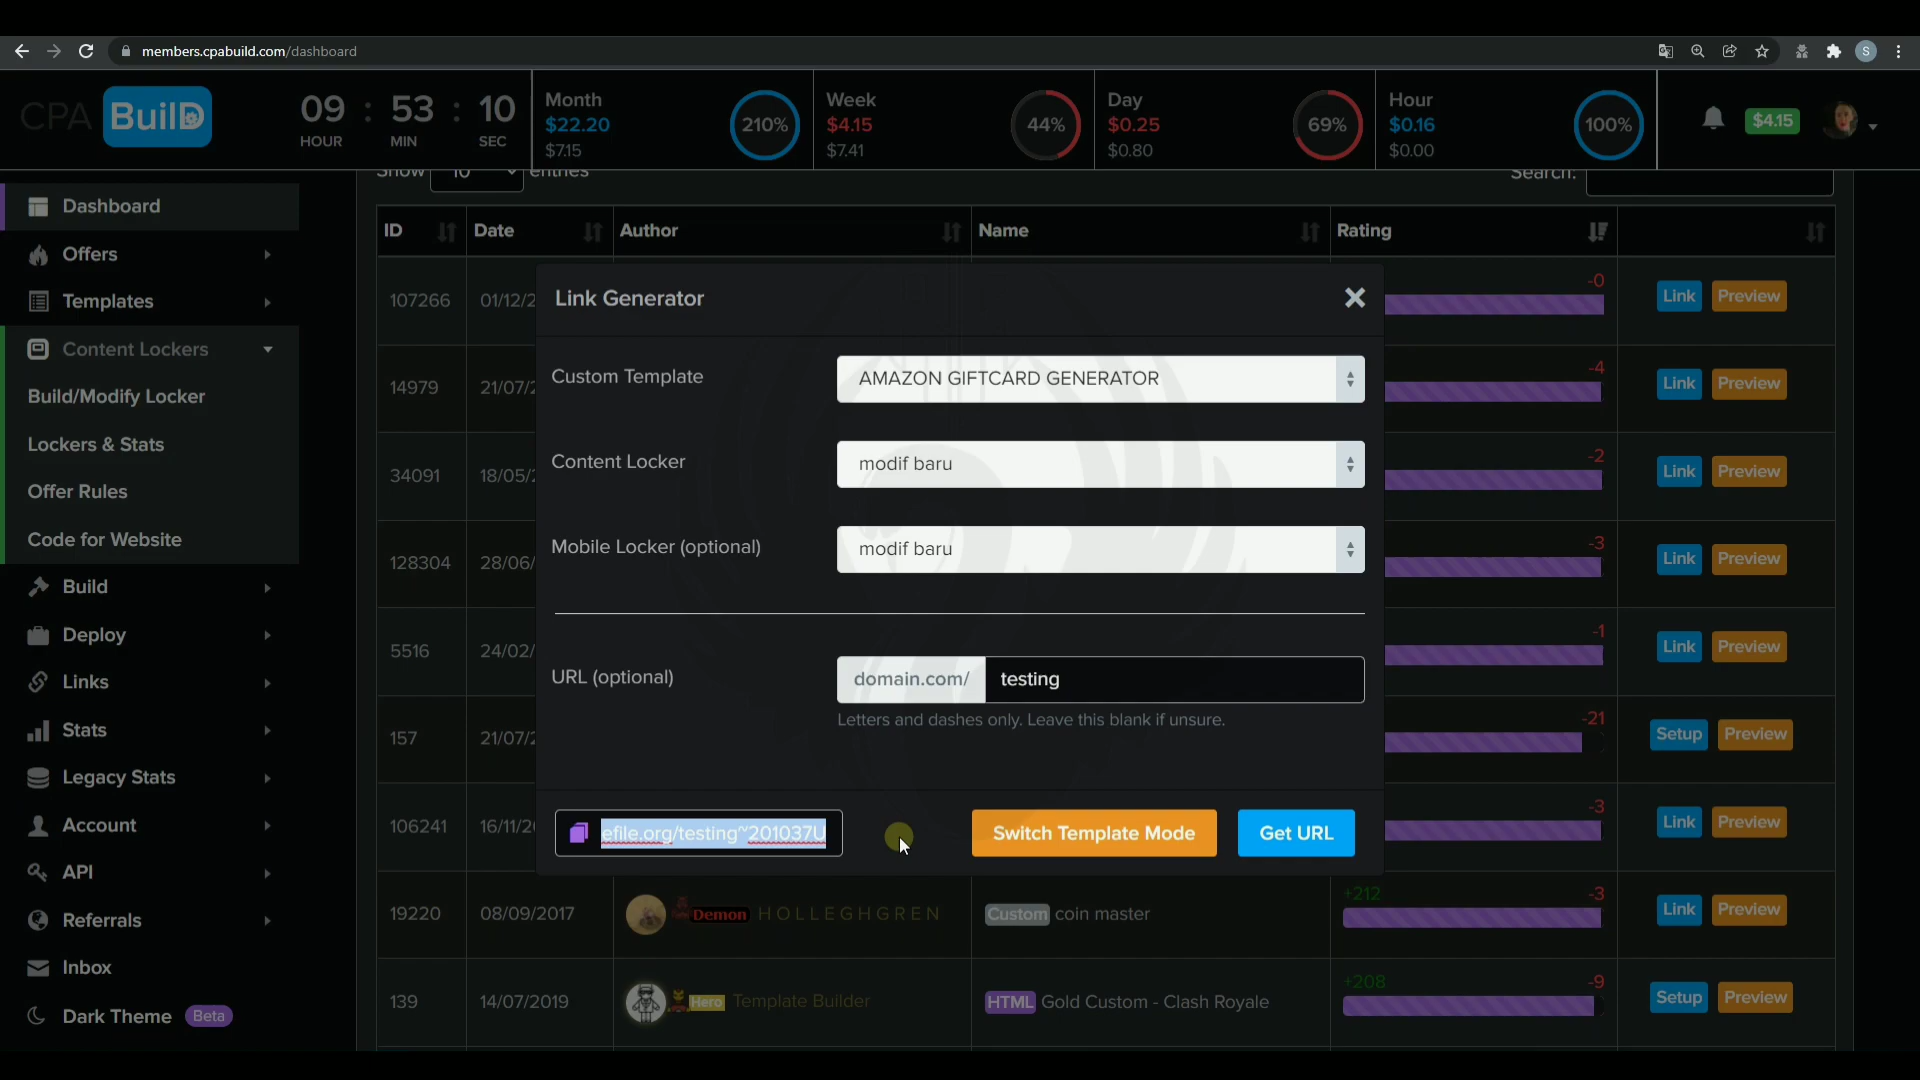 members.cpabuild.com/dashboard
S
CPA BuilD
09 : 53 : 10
HOUR MIN SEC
Month
$22.20
$7.15
210%
Week
$4.15
$7.41
44%
Day
$0.25
$0.80
69%
Hour
$0.16
$0.00
100%
$4.15
Show 10 entries
Search:
Dashboard
Offers
Templates
Content Lockers
Build/Modify Locker
Lockers & Stats
Offer Rules
Code for Website
Build
Deploy
Links
Stats
Legacy Stats
Account
API
Referrals
Inbox
Dark Theme Beta
ID Date Author Name Rating
107266 01/12/2 -0 Link Preview
14979 21/07/2 -4 Link Preview
34091 18/05/2 -2 Link Preview
128304 28/06/ -3 Link Preview
5516 24/02/ -1 Link Preview
157 21/07/2 -21 Setup Preview
106241 16/11/20 -3 Link Preview
19220 08/09/2017 Demon HOLLEGHGREN Custom coin master +212 -3 Link Preview
139 14/07/2019 Hero Template Builder HTML Gold Custom - Clash Royale +208 -9 Setup Preview
Link Generator
Custom Template AMAZON GIFTCARD GENERATOR
Content Locker modif baru
Mobile Locker (optional) modif baru
URL (optional) domain.com/ testing
Letters and dashes only. Leave this blank if unsure.
efile.org/testing~201037U
Switch Template Mode
Get URL